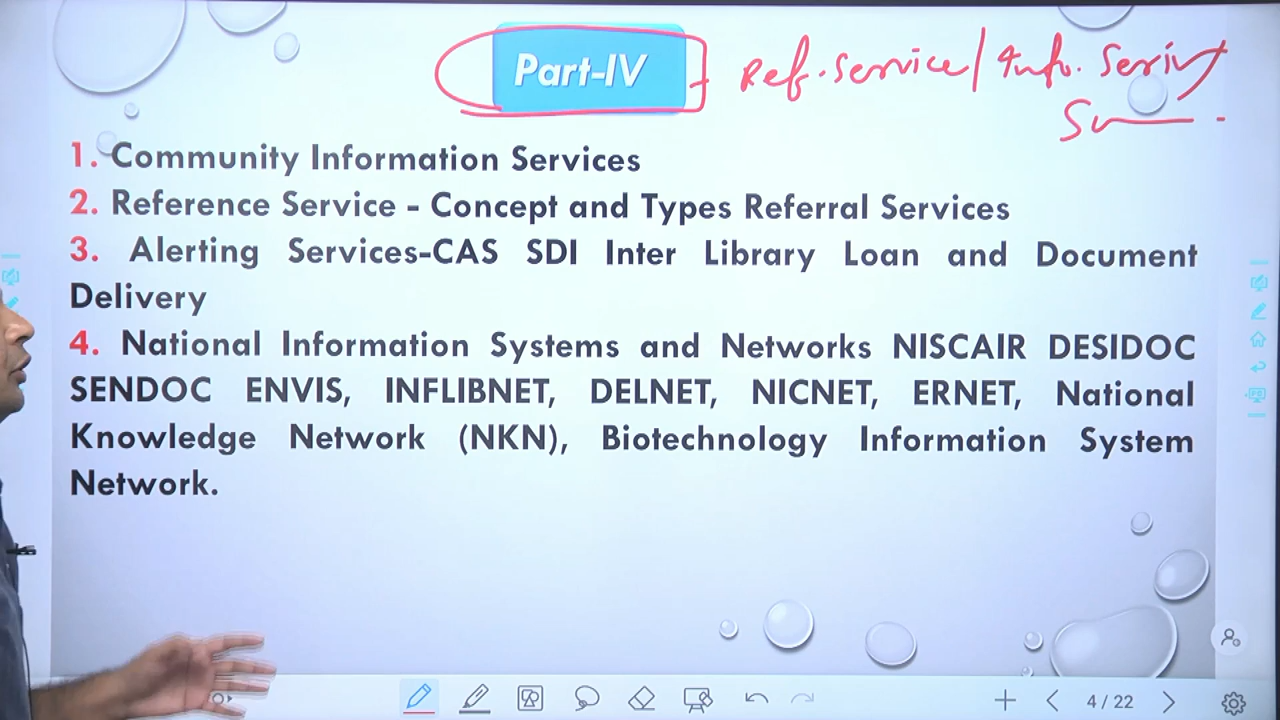 Part-IV
Ref. Service / Info. Service
1. Community Information Services
2. Reference Service - Concept and Types Referral Services
3. Alerting Services-CAS SDI Inter Library Loan and Document
Delivery
4. National Information Systems and Networks NISCAIR DESIDOC
SENDOC ENVIS, INFLIBNET, DELNET, NICNET, ERNET, National
Knowledge Network (NKN), Biotechnology Information System
Network.
4 / 22